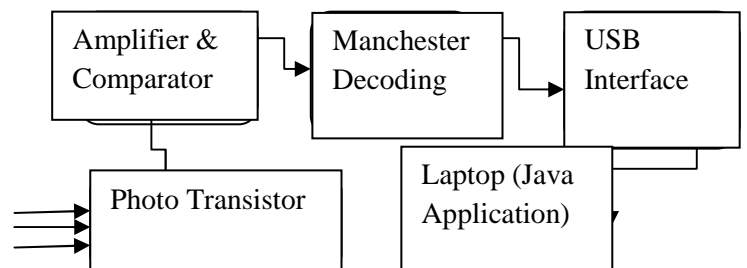 Amplifier &
Comparator
Manchester
Decoding
USB
Interface
Photo Transistor
Laptop (Java
Application)